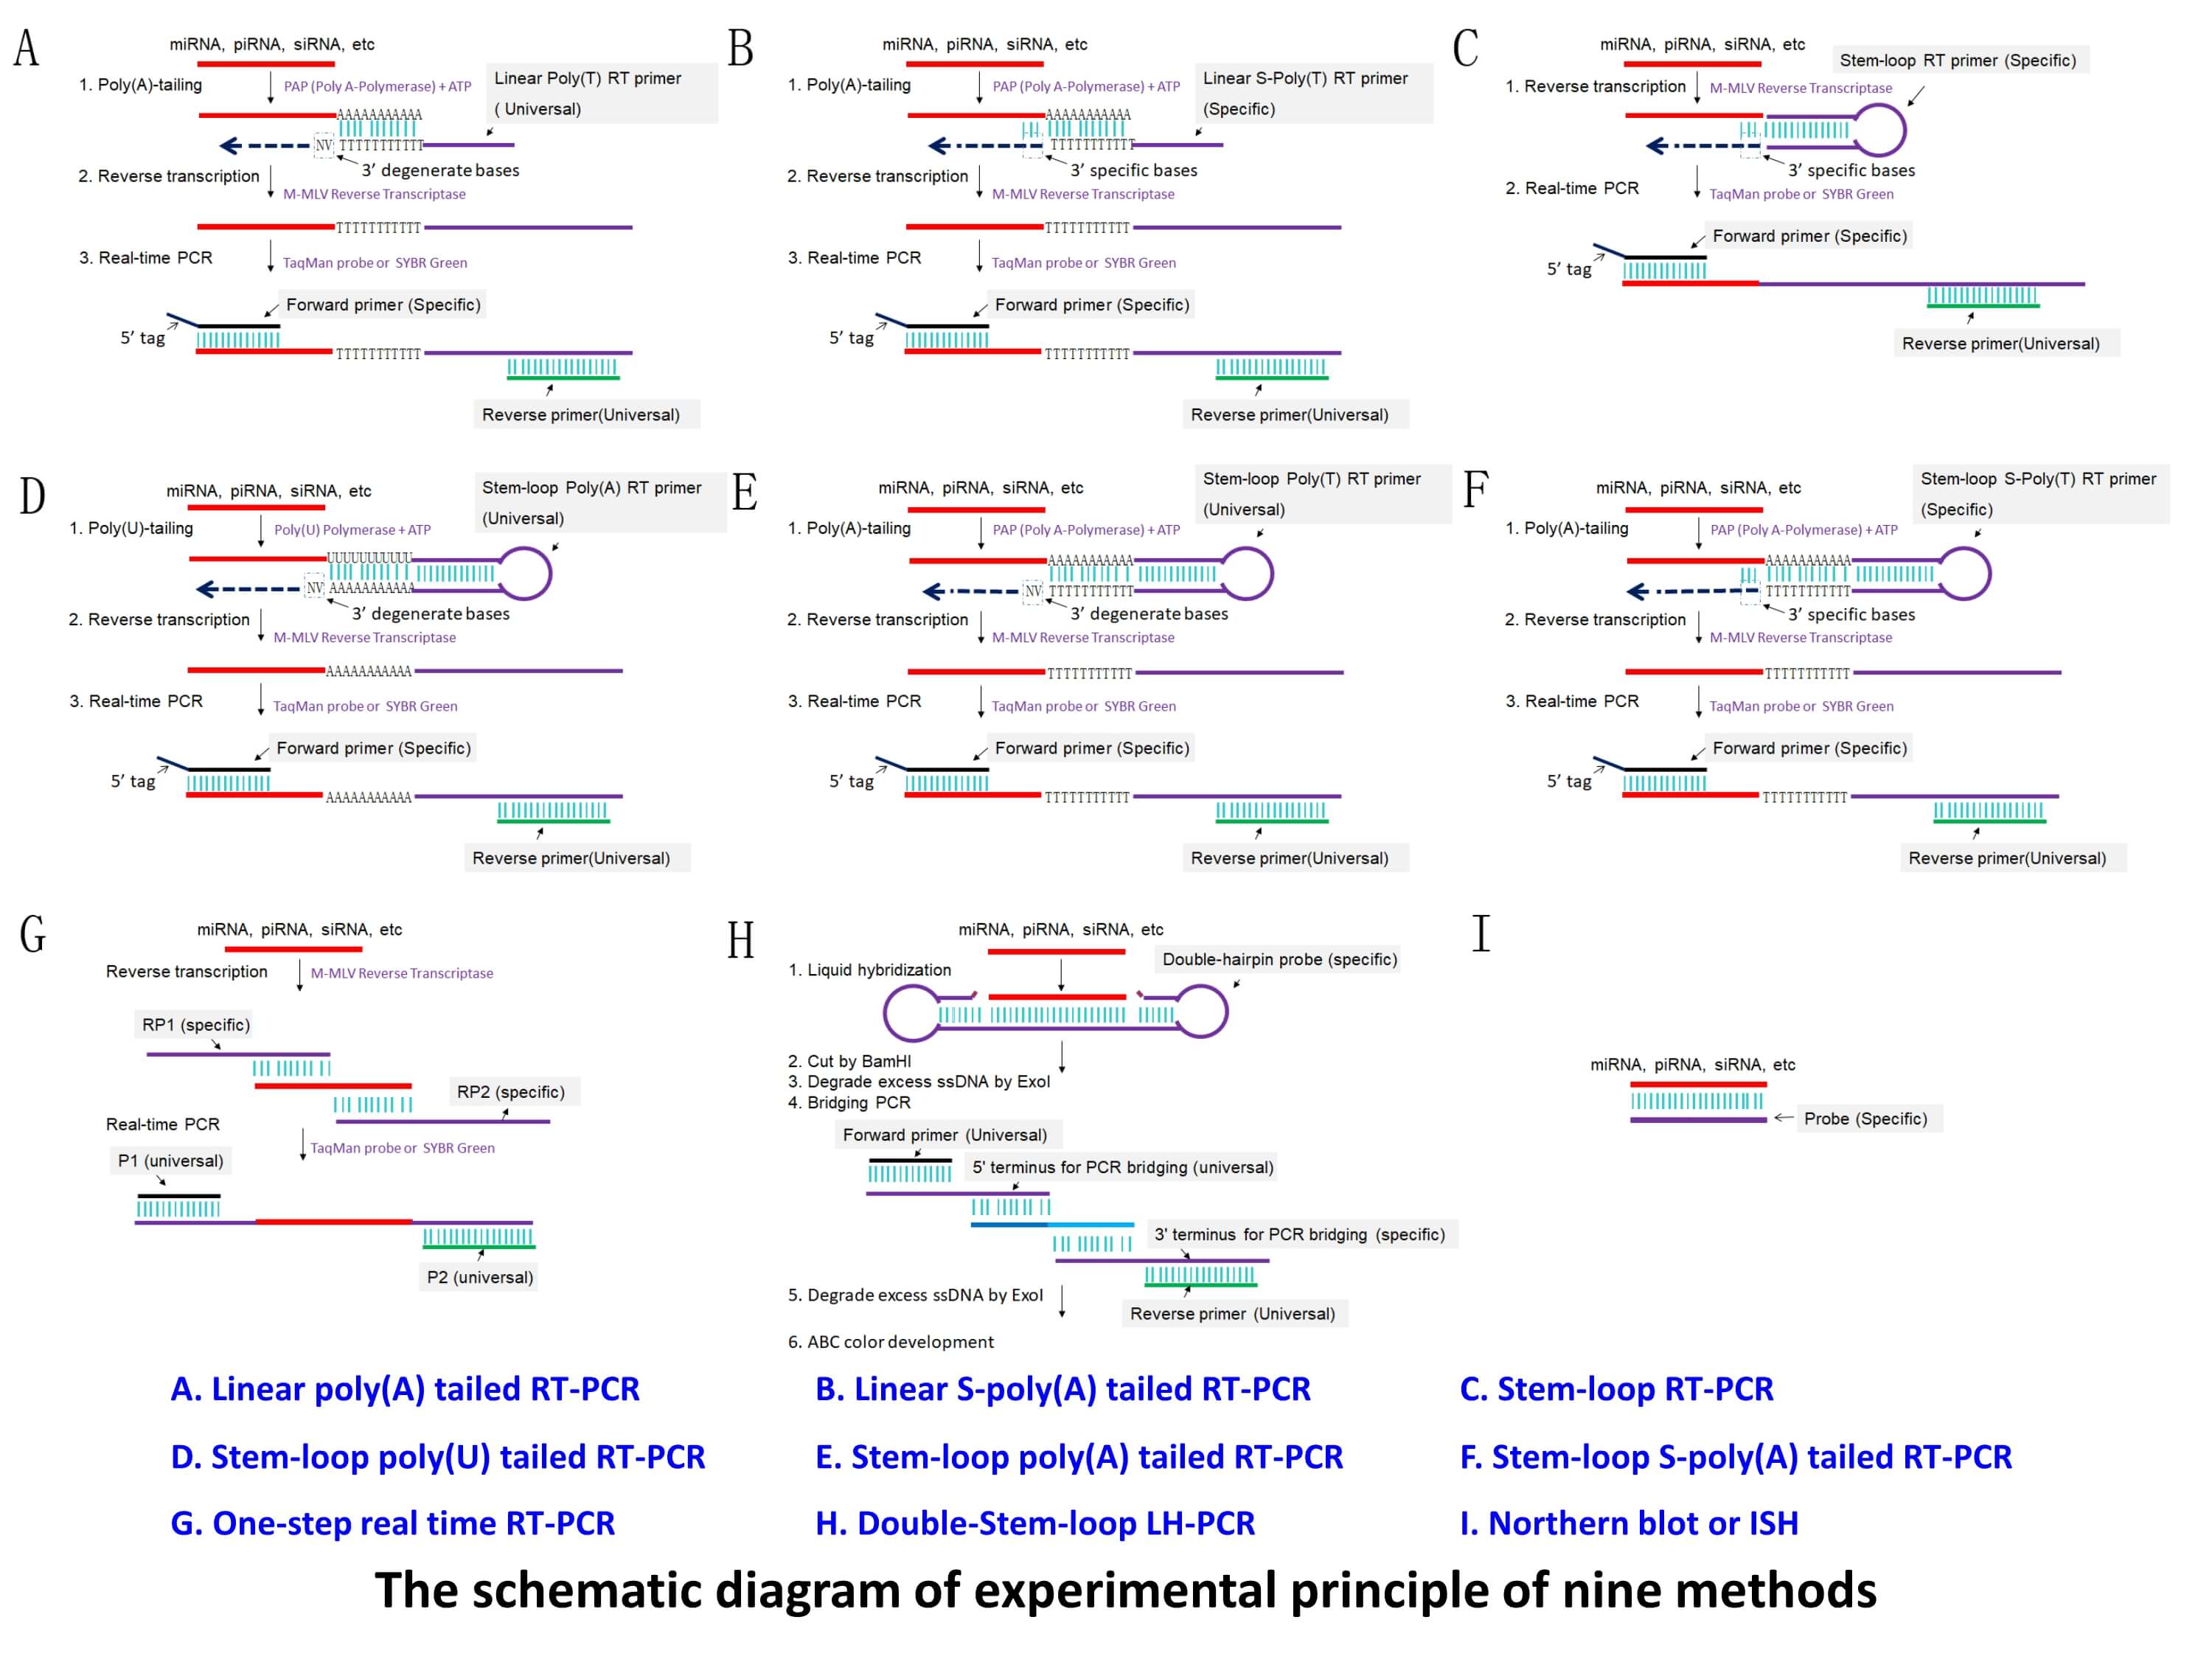 A
miRNA, piRNA, siRNA, etc
1. Poly(A)-tailing
PAP (Poly A-Polymerase) + ATP
Linear Poly(T) RT primer
( Universal)
AAAAAAAAAAA
NV TTTTTTTTTTT
3’ degenerate bases
2. Reverse transcription
M-MLV Reverse Transcriptase
TTTTTTTTTTT
3. Real-time PCR
TaqMan probe or SYBR Green
Forward primer (Specific)
5’ tag
TTTTTTTTTTT
Reverse primer(Universal)
B
miRNA, piRNA, siRNA, etc
1. Poly(A)-tailing
PAP (Poly A-Polymerase) + ATP
Linear S-Poly(T) RT primer
(Specific)
AAAAAAAAAAA
TTTTTTTTTTT
3’ specific bases
2. Reverse transcription
M-MLV Reverse Transcriptase
TTTTTTTTTTT
3. Real-time PCR
TaqMan probe or SYBR Green
Forward primer (Specific)
5’ tag
TTTTTTTTTTT
Reverse primer(Universal)
C
miRNA, piRNA, siRNA, etc
Stem-loop RT primer (Specific)
1. Reverse transcription
M-MLV Reverse Transcriptase
3’ specific bases
2. Real-time PCR
TaqMan probe or SYBR Green
Forward primer (Specific)
5’ tag
Reverse primer(Universal)
D
miRNA, piRNA, siRNA, etc
1. Poly(U)-tailing
Poly(U) Polymerase + ATP
Stem-loop Poly(A) RT primer
(Universal)
UUUUUUUUUUU
NV AAAAAAAAAAA
3’ degenerate bases
2. Reverse transcription
M-MLV Reverse Transcriptase
AAAAAAAAAAA
3. Real-time PCR
TaqMan probe or SYBR Green
Forward primer (Specific)
5’ tag
AAAAAAAAAAA
Reverse primer(Universal)
E
miRNA, piRNA, siRNA, etc
1. Poly(A)-tailing
PAP (Poly A-Polymerase) + ATP
Stem-loop Poly(T) RT primer
(Universal)
AAAAAAAAAAA
NV TTTTTTTTTTT
3’ degenerate bases
2. Reverse transcription
M-MLV Reverse Transcriptase
TTTTTTTTTTT
3. Real-time PCR
TaqMan probe or SYBR Green
Forward primer (Specific)
5’ tag
TTTTTTTTTTT
Reverse primer(Universal)
F
miRNA, piRNA, siRNA, etc
1. Poly(A)-tailing
PAP (Poly A-Polymerase) + ATP
Stem-loop S-Poly(T) RT primer
(Specific)
AAAAAAAAAAA
TTTTTTTTTTT
3’ specific bases
2. Reverse transcription
M-MLV Reverse Transcriptase
TTTTTTTTTTT
3. Real-time PCR
TaqMan probe or SYBR Green
Forward primer (Specific)
5’ tag
TTTTTTTTTTT
Reverse primer(Universal)
G
miRNA, piRNA, siRNA, etc
Reverse transcription
M-MLV Reverse Transcriptase
RP1 (specific)
RP2 (specific)
Real-time PCR
TaqMan probe or SYBR Green
P1 (universal)
P2 (universal)
H
miRNA, piRNA, siRNA, etc
1. Liquid hybridization
Double-hairpin probe (specific)
2. Cut by BamHI
3. Degrade excess ssDNA by ExoI
4. Bridging PCR
Forward primer (Universal)
5' terminus for PCR bridging (universal)
3' terminus for PCR bridging (specific)
5. Degrade excess ssDNA by ExoI
Reverse primer (Universal)
6. ABC color development
I
miRNA, piRNA, siRNA, etc
Probe (Specific)
A. Linear poly(A) tailed RT-PCR
B. Linear S-poly(A) tailed RT-PCR
C. Stem-loop RT-PCR
D. Stem-loop poly(U) tailed RT-PCR
E. Stem-loop poly(A) tailed RT-PCR
F. Stem-loop S-poly(A) tailed RT-PCR
G. One-step real time RT-PCR
H. Double-Stem-loop LH-PCR
I. Northern blot or ISH
The schematic diagram of experimental principle of nine methods